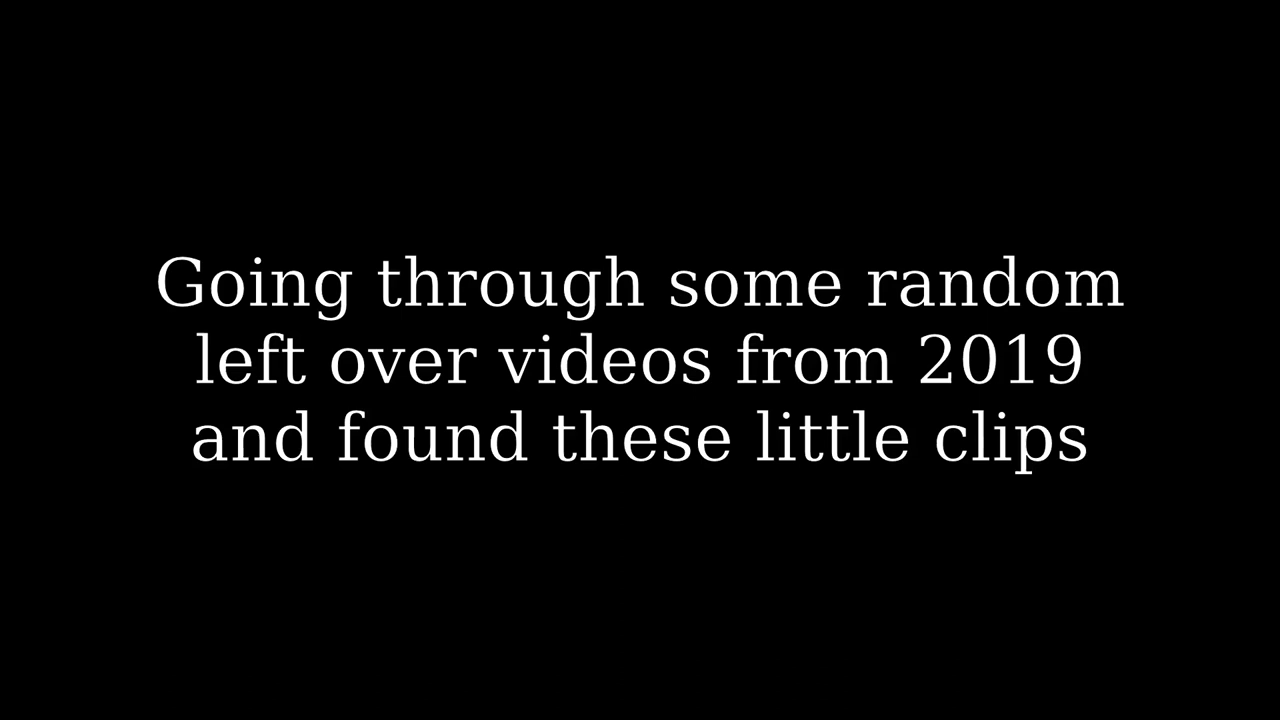 Going through some random
left over videos from 2019
and found these little clips